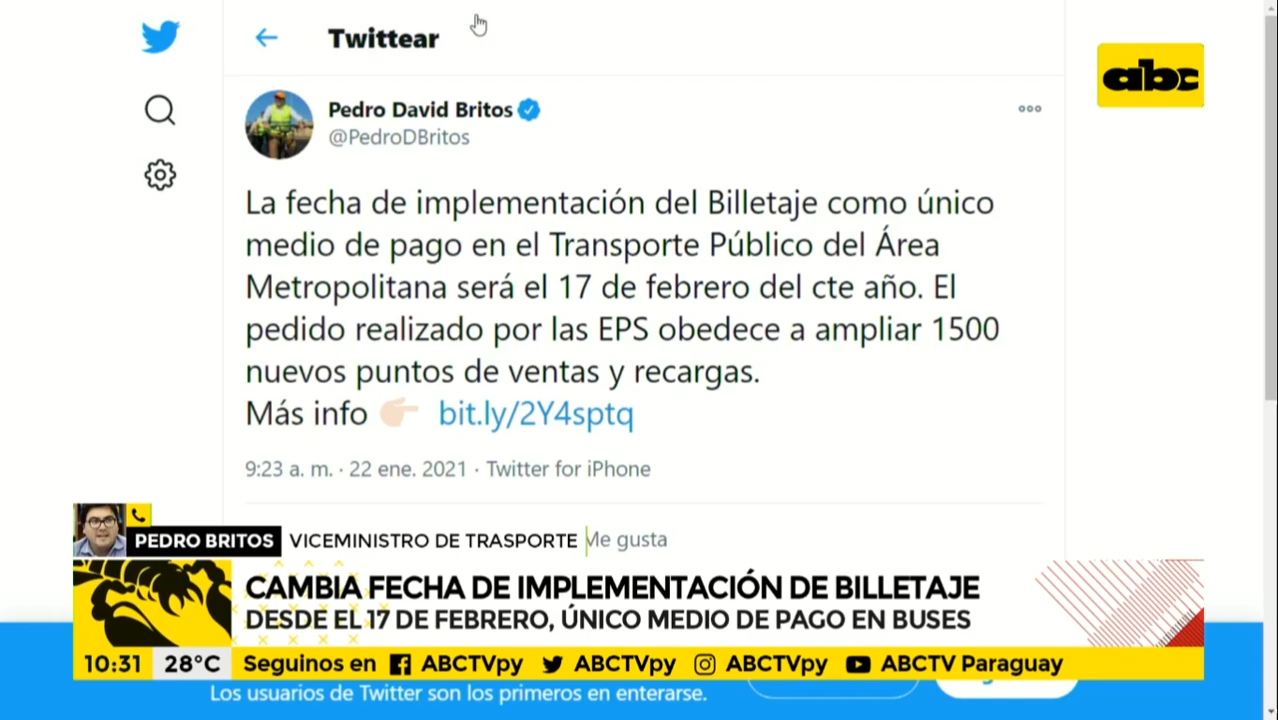 Twittear
abc
Pedro David Britos
@PedroDBritos
La fecha de implementación del Billetaje como único
medio de pago en el Transporte Público del Área
Metropolitana será el 17 de febrero del cte año. El
pedido realizado por las EPS obedece a ampliar 1500
nuevos puntos de ventas y recargas.
Más info 👉🏻 bit.ly/2Y4sptq
9:23 a. m. · 22 ene. 2021 · Twitter for iPhone
PEDRO BRITOS VICEMINISTRO DE TRASPORTE Me gusta
CAMBIA FECHA DE IMPLEMENTACIÓN DE BILLETAJE
DESDE EL 17 DE FEBRERO, ÚNICO MEDIO DE PAGO EN BUSES
10:31 28°C Seguinos en ABCTVpy ABCTVpy ABCTVpy ABCTV Paraguay
Los usuarios de Twitter son los primeros en enterarse.